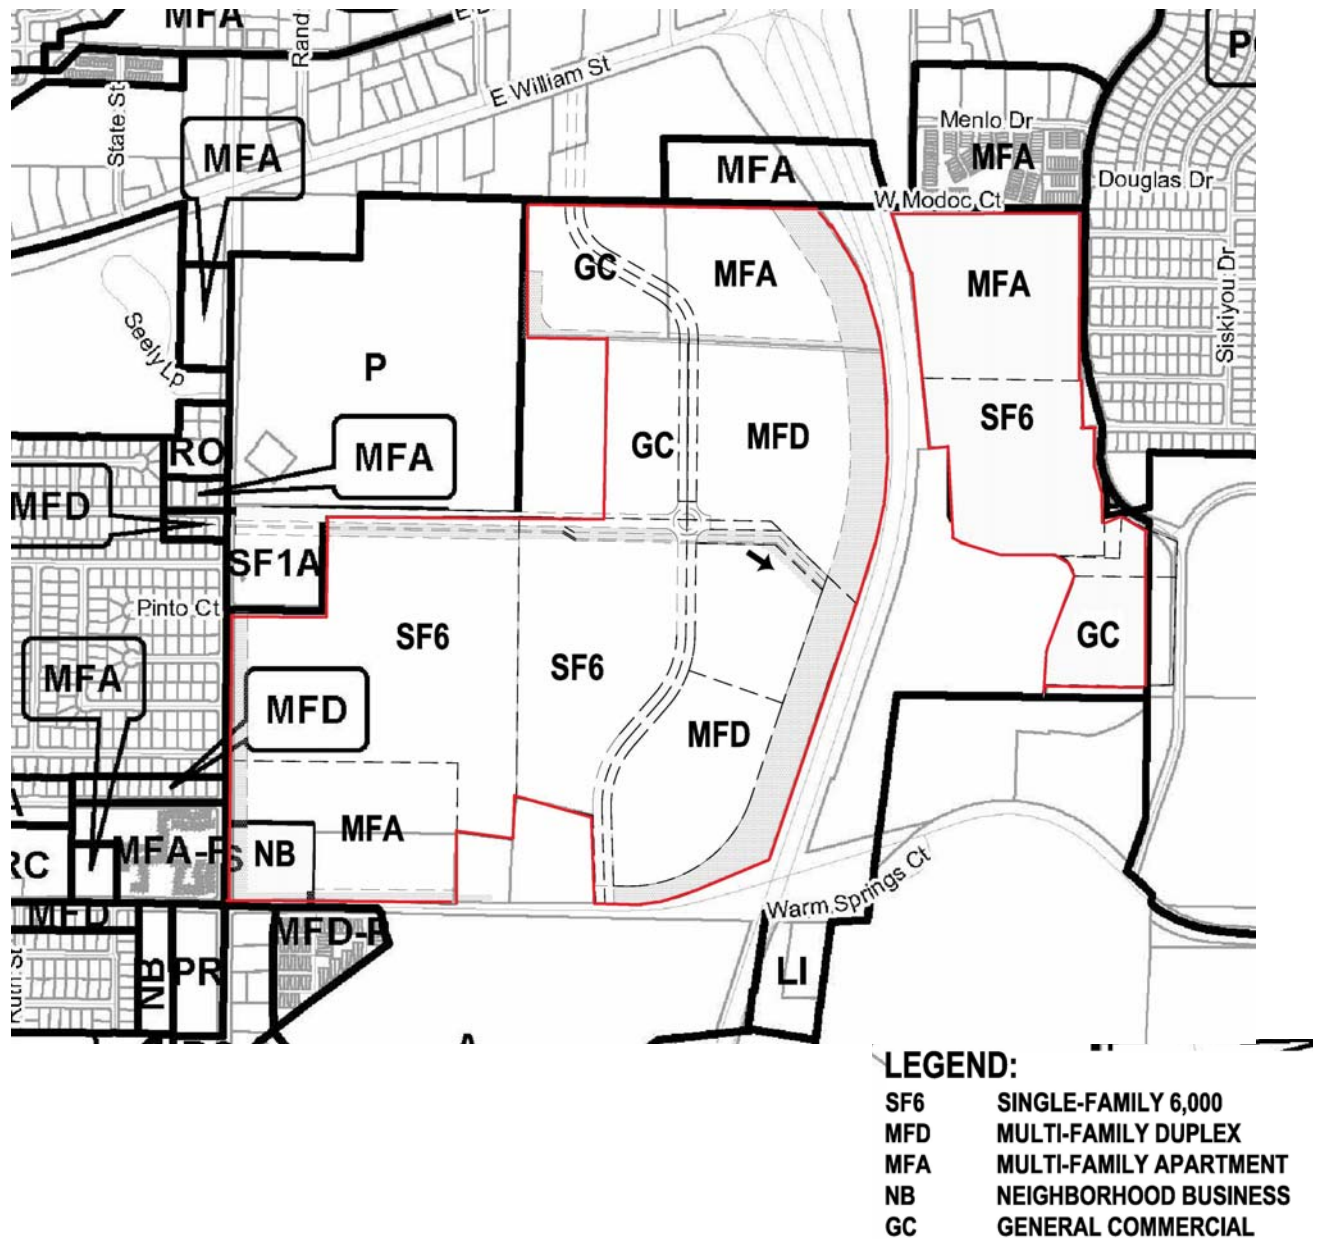 MFA
Rand
State St
E William St
MFA
MFA
Menlo Dr
MFA
Douglas Dr
W Modoc Ct
Siskiyou Dr
GC
MFA
MFA
Seely Lp
P
SF6
RO
MFA
GC
MFD
MFD
SF1A
Pinto Ct
SF6
SF6
GC
MFA
MFD
MFD
MFA
NB
RC
Warm Springs Ct
MFD
NB
PR
LI
LEGEND:
SF6 SINGLE-FAMILY 6,000
MFD MULTI-FAMILY DUPLEX
MFA MULTI-FAMILY APARTMENT
NB NEIGHBORHOOD BUSINESS
GC GENERAL COMMERCIAL